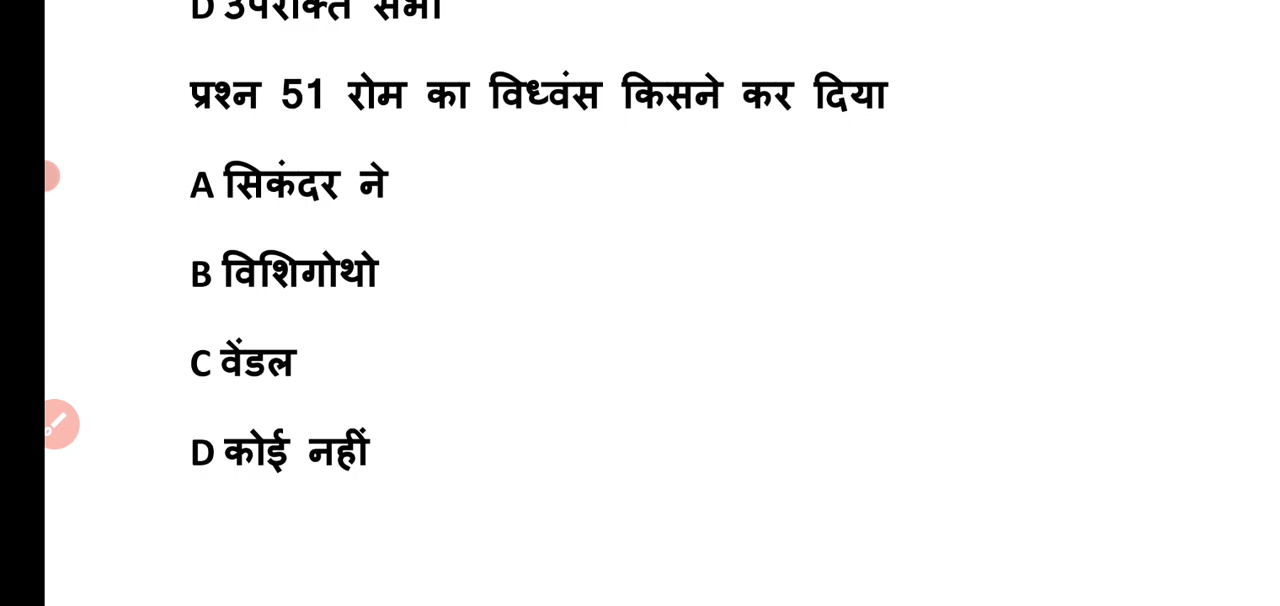 D उपरोक्त सभी
प्रश्न 51 रोम का विध्वंस किसने कर दिया
A सिकंदर ने
B विशिगोथो
C वेंडल
D कोई नहीं